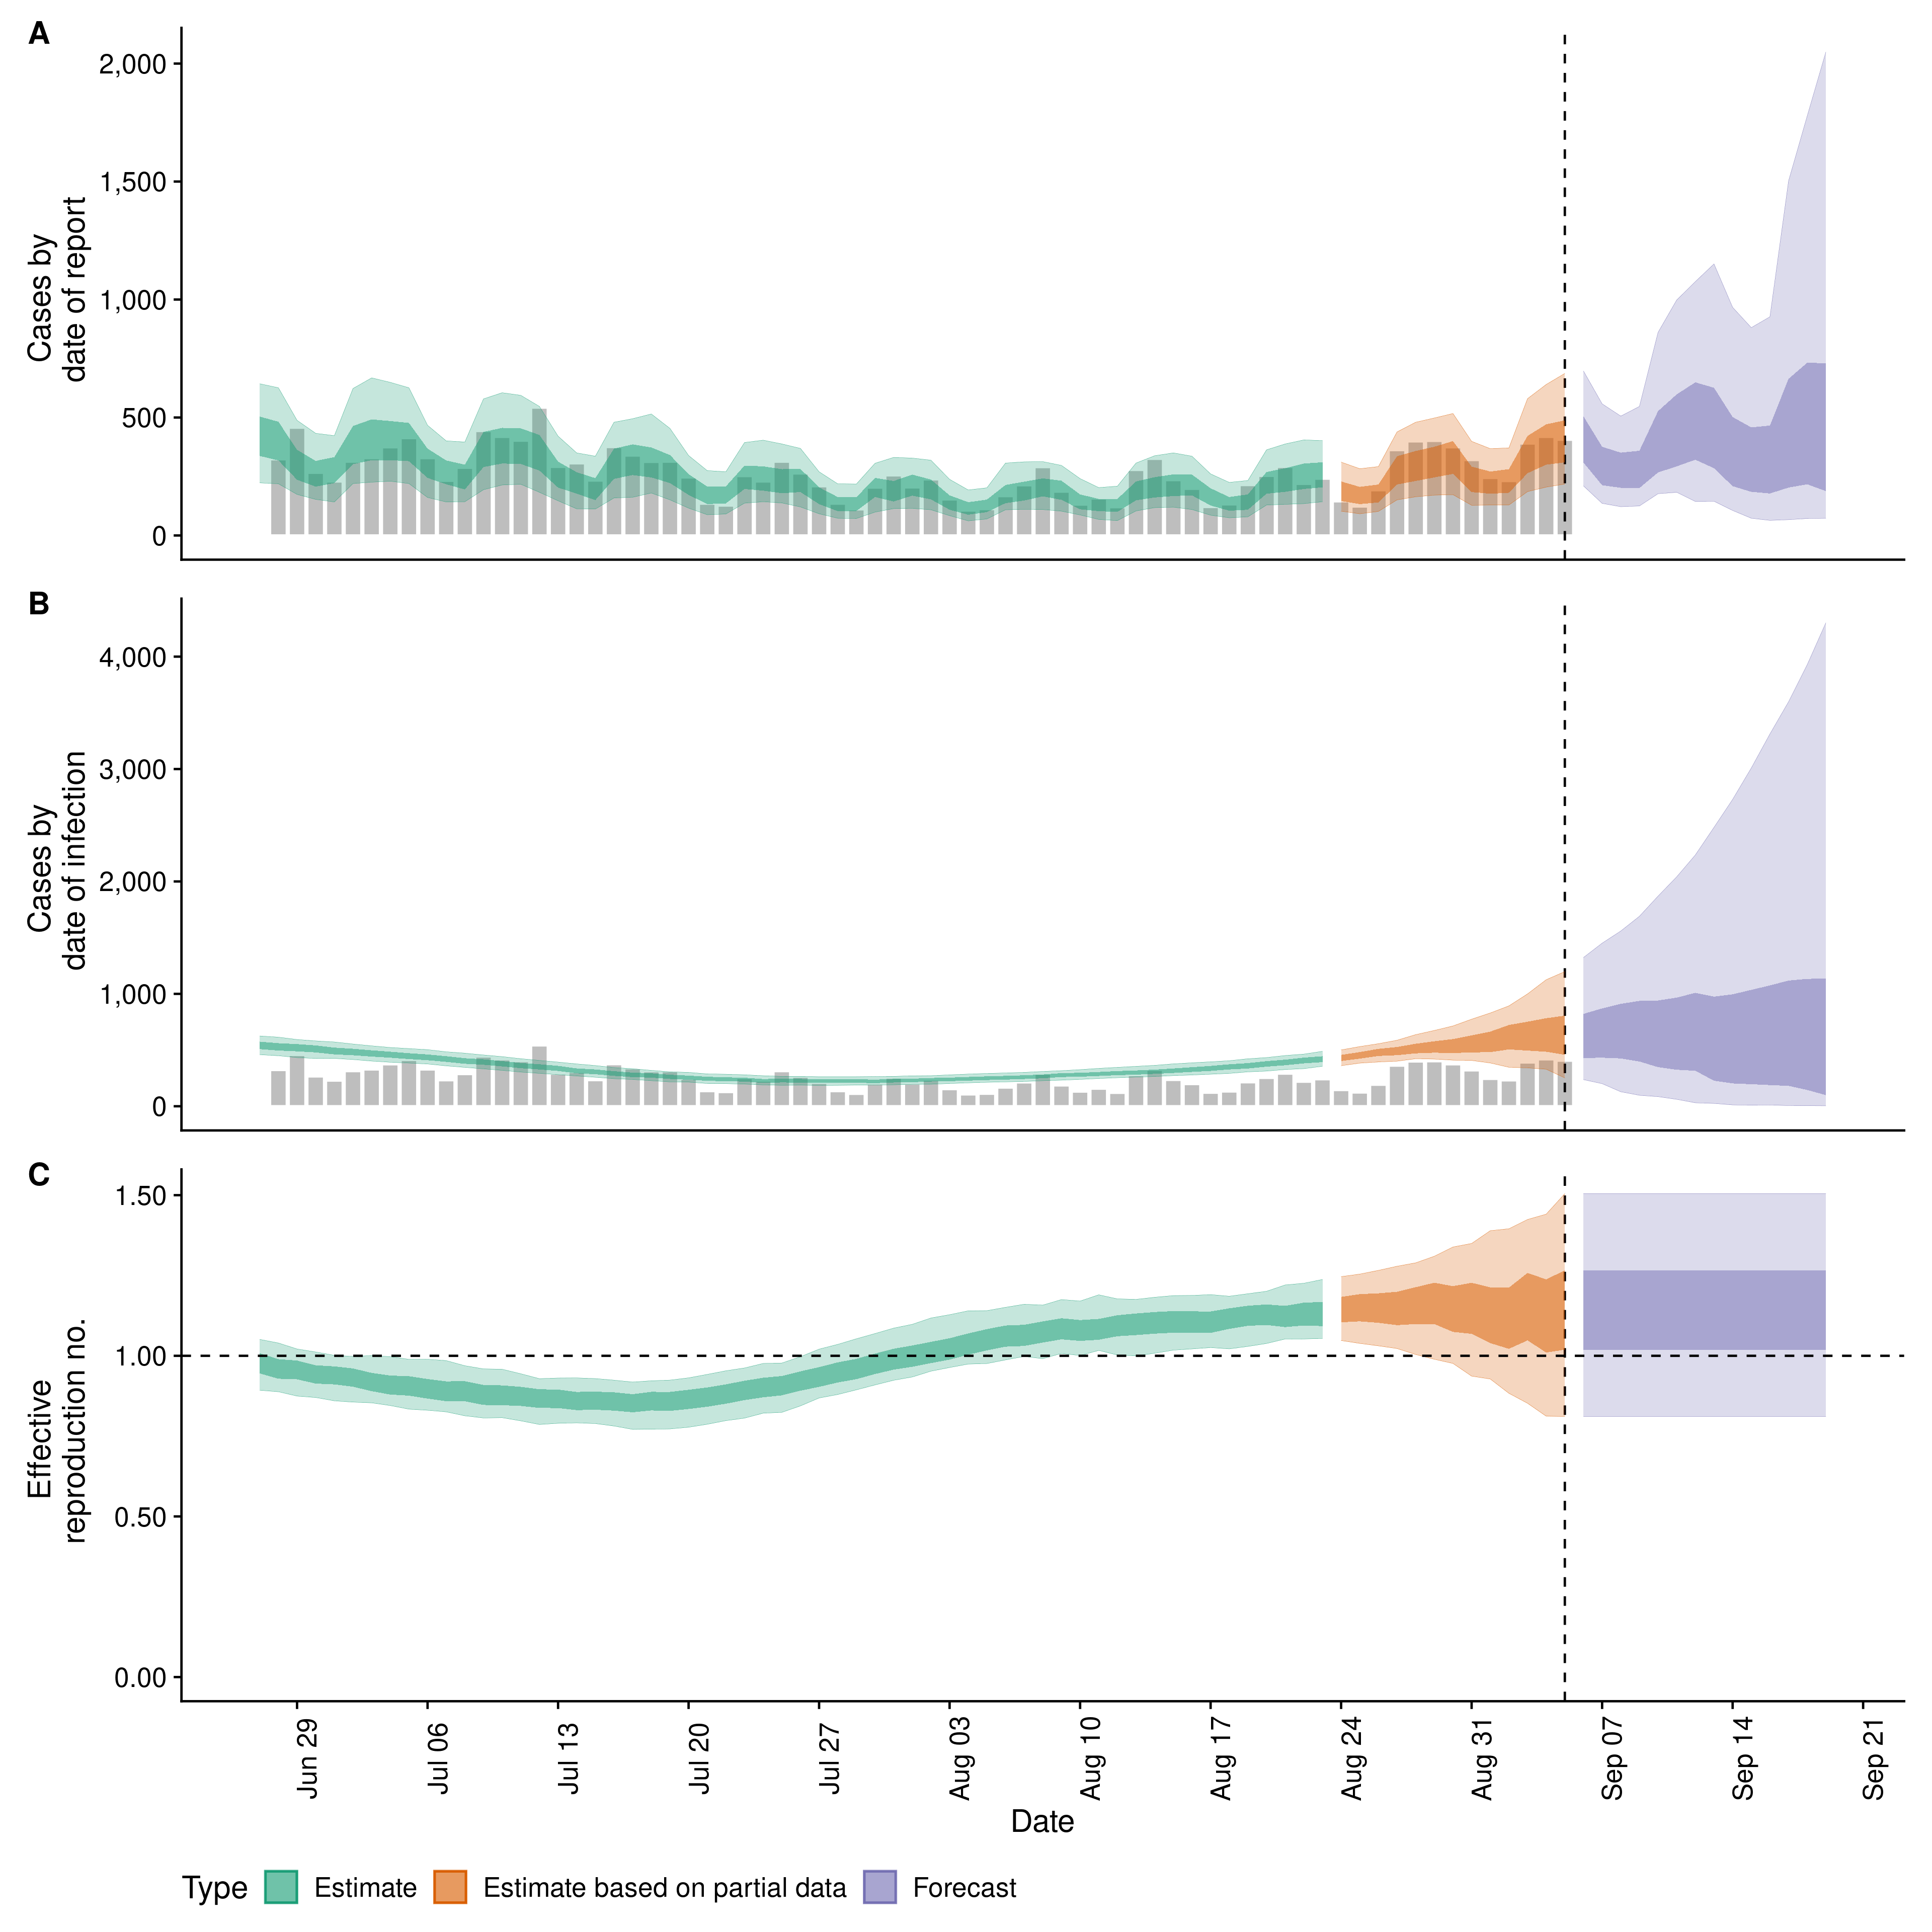 A
Cases by
date of report
2,000
1,500
1,000
500
0
B
Cases by
date of infection
4,000
3,000
2,000
1,000
0
C
Effective
reproduction no.
1.50
1.00
0.50
0.00
Jun 29
Jul 06
Jul 13
Jul 20
Jul 27
Aug 03
Aug 10
Aug 17
Aug 24
Aug 31
Sep 07
Sep 14
Sep 21
Date
Type Estimate Estimate based on partial data Forecast